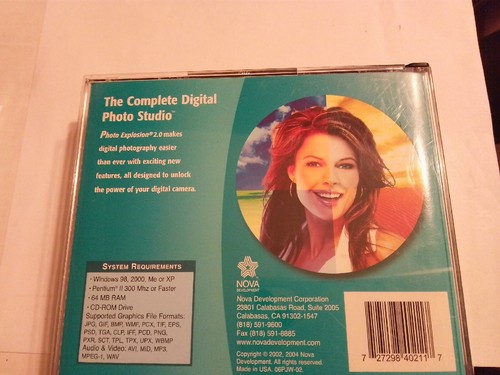 The Complete Digital
Photo Studio™
Photo Explosion® 2.0 makes
digital photography easier
than ever with exciting new
features, all designed to unlock
the power of your digital camera.
SYSTEM REQUIREMENTS
• Windows 98, 2000, Me or XP
• Pentium® II 300 Mhz or Faster
• 64 MB RAM
• CD-ROM Drive
Supported Graphics File Formats:
JPG, GIF, BMP, WMF, PCX, TIF, EPS,
PSD, TGA, CLP, IFF, PCD, PNG,
PXR, SCT, TPL, TPX, UPX, WBMP
Audio & Video: AVI, MID, MP3,
MPEG-1, WAV
NOVA
DEVELOPMENT
Nova Development Corporation
23801 Calabasas Road, Suite 2005
Calabasas, CA 91302-1547
(818) 591-9600
Fax (818) 591-8885
www.novadevelopment.com
Copyright © 2002, 2004 Nova
Development. All rights reserved.
Made in USA. 06PJW-02.
7 27298 40211 7